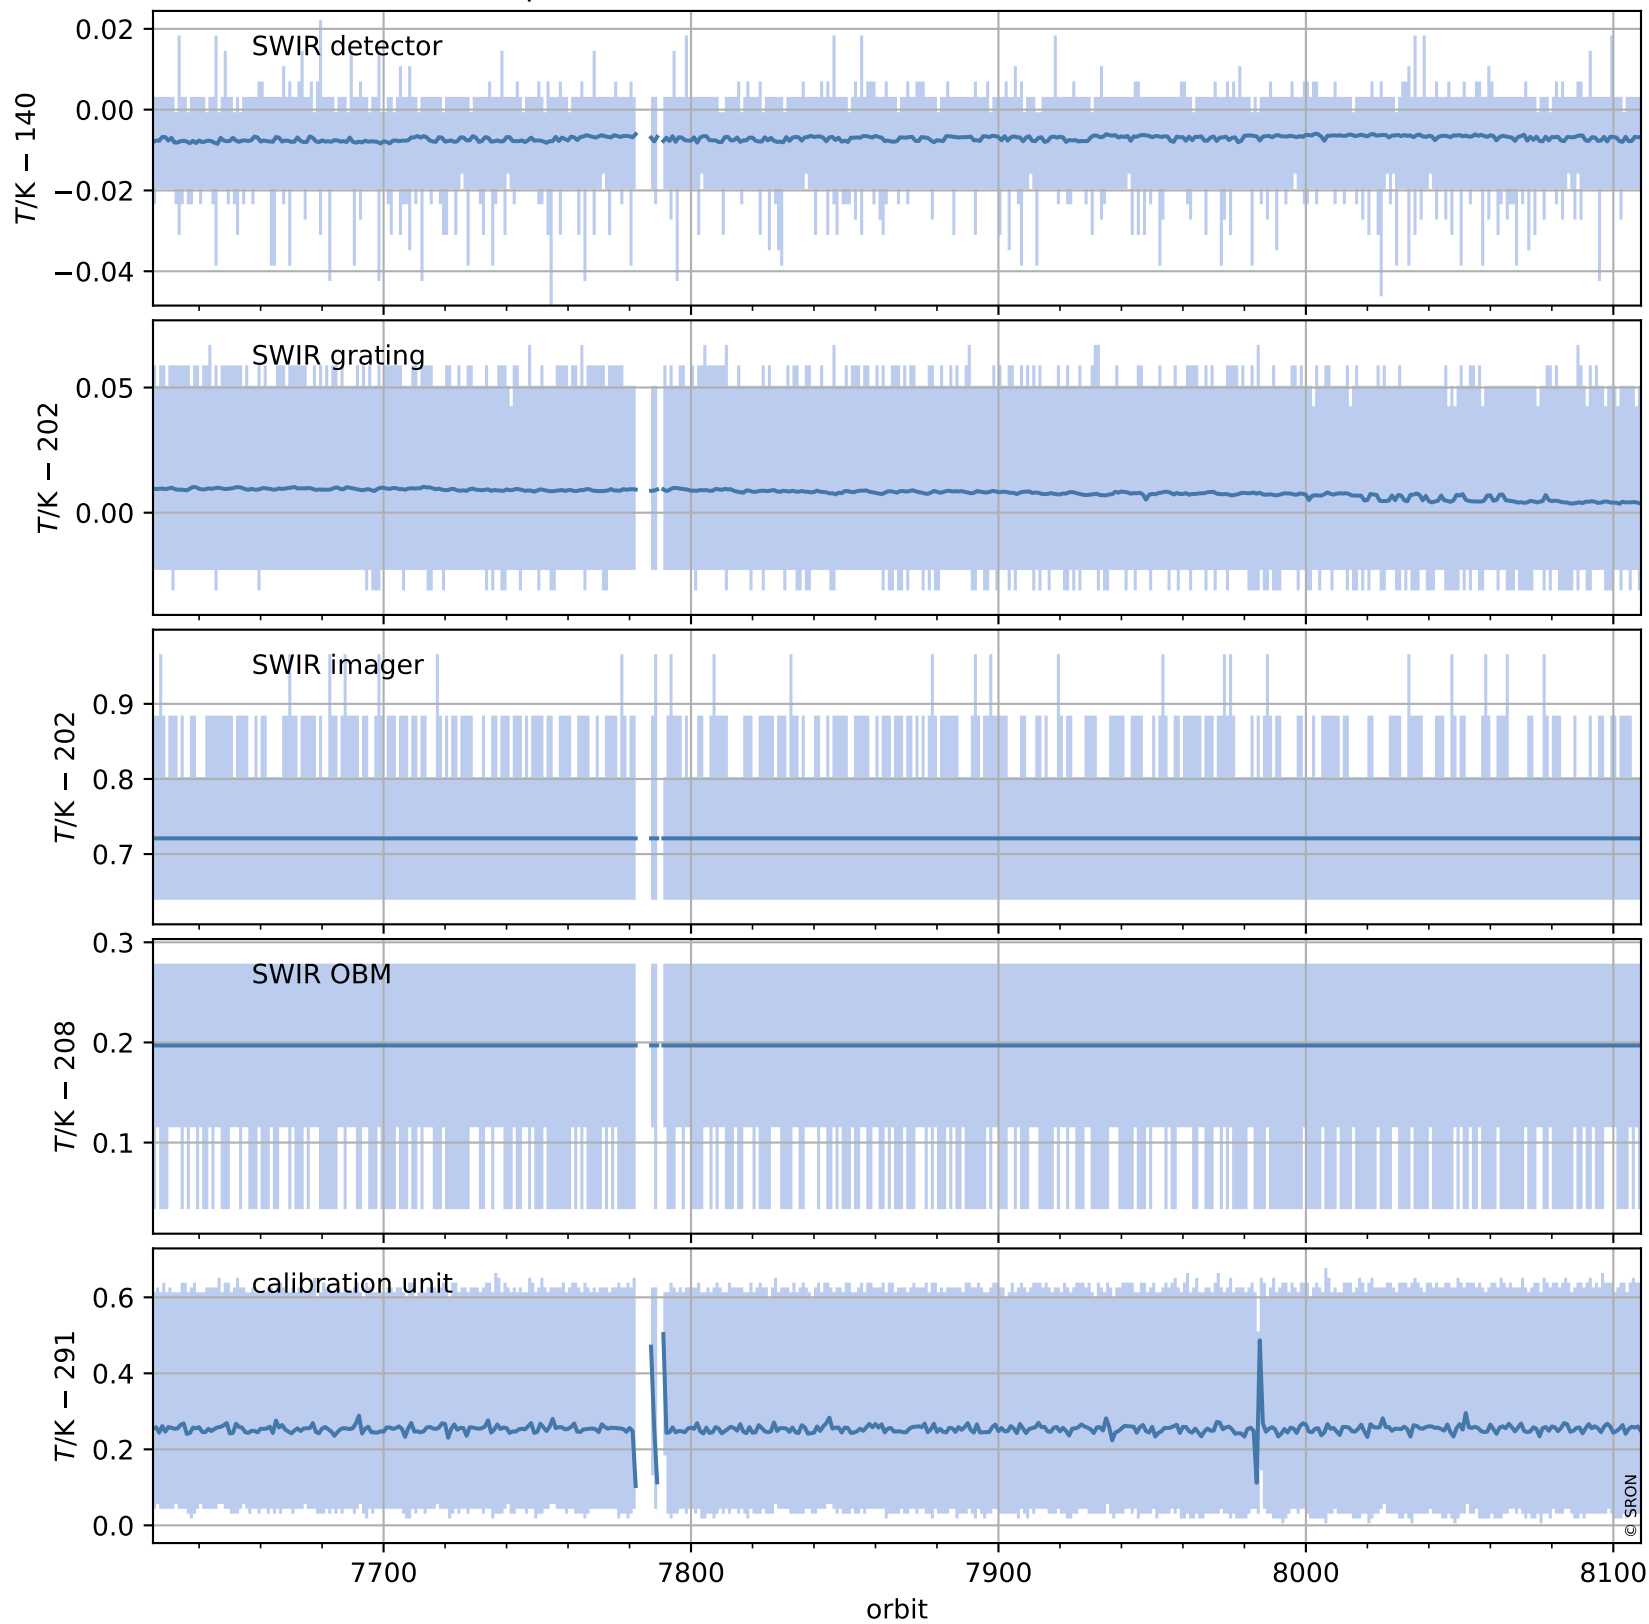 0.02
SWIR detector
0.00
−0.02
−0.04
T/K − 140
SWIR grating
0.05
0.00
T/K − 202
SWIR imager
0.9
0.8
0.7
T/K − 202
0.3
SWIR OBM
0.2
0.1
T/K − 208
calibration unit
0.6
0.4
0.2
0.0
T/K − 291
© SRON
7700 7800 7900 8000 8100
orbit